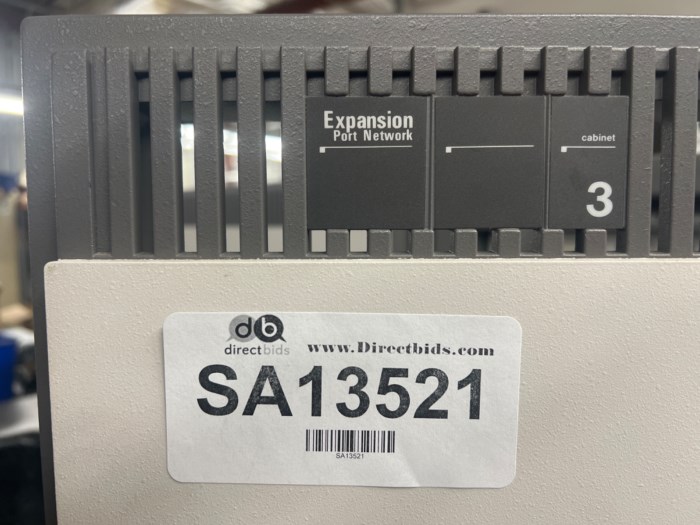 Expansion
Port Network
cabinet
3
db
directbids
www.Directbids.com
SA13521
SA13521